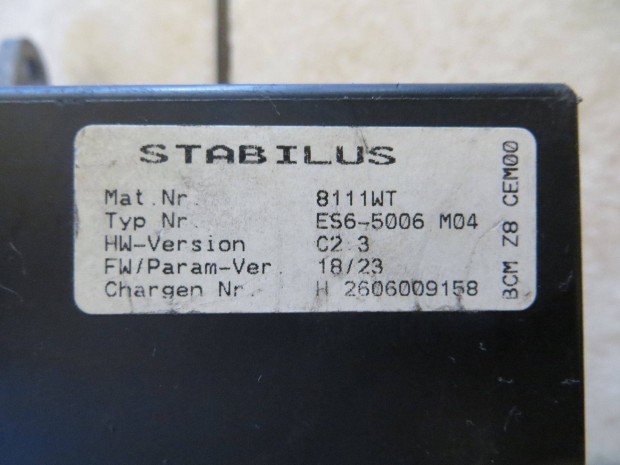 STABILUS
Mat.Nr. 8111WT
Typ Nr. ES6-5006 M04
HW-Version C2.3
FW/Param-Ver. 18/23
Chargen Nr. H 2606009158
BCM Z8 CEM00